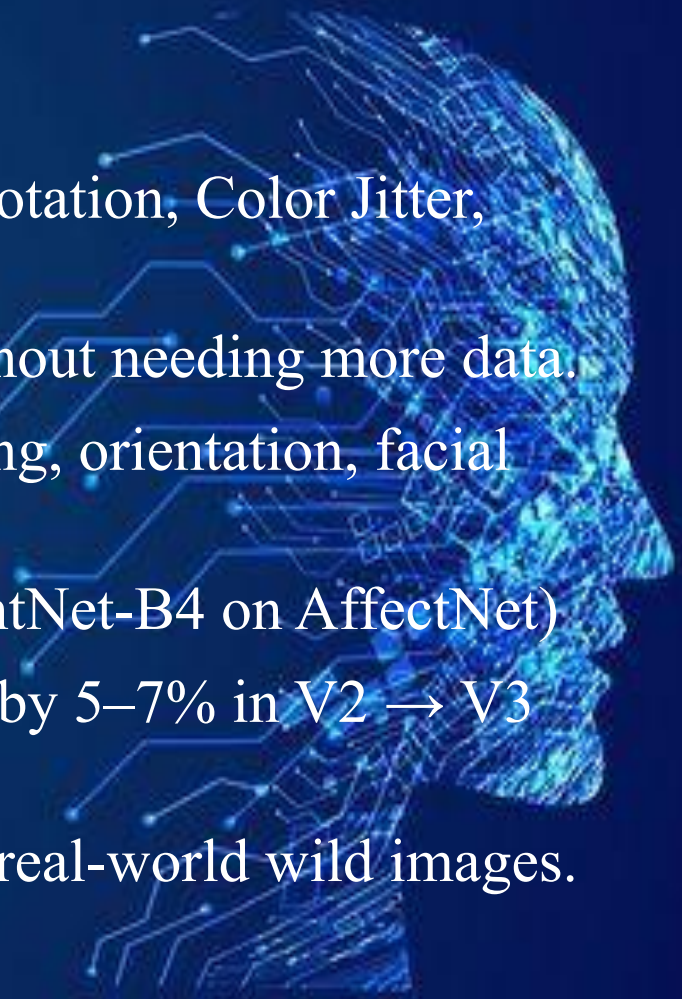 otation, Color Jitter,
hout needing more data.
ng, orientation, facial
ntNet-B4 on AffectNet)
by 5–7% in V2 → V3
real-world wild images.